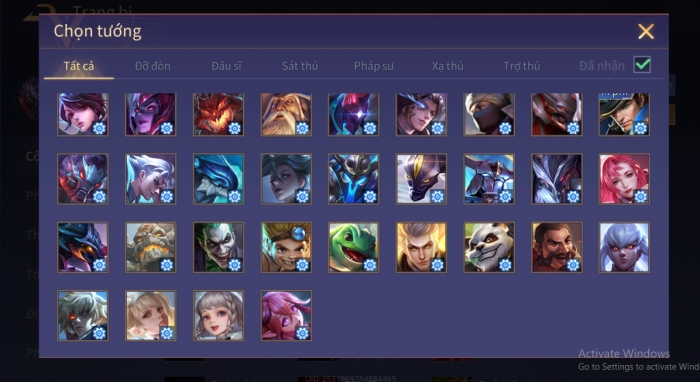 Trang bị
Chọn tướng
Tất cả Đỡ đòn Đấu sĩ Sát thủ Pháp sư Xạ thủ Trợ thủ Đã nhận
Activate Windows
Go to Settings to activate Wind